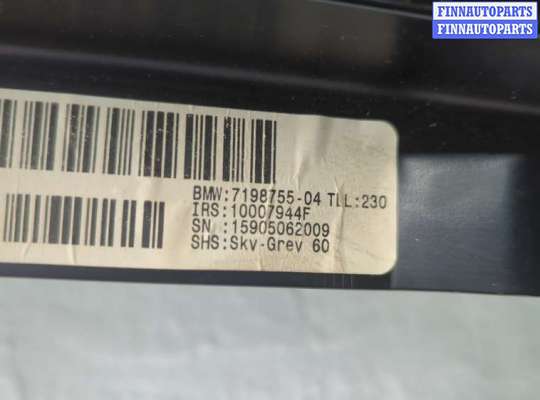 FINNAUTOPARTS
FINNAUTOPARTS
BMW:7198755-04 TLL:230
IRS:10007944F
SN :15905062009
SHS:Skv-Grev 60